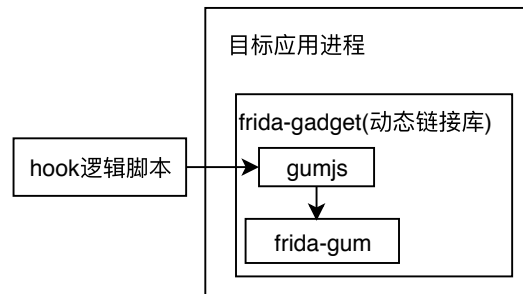 目标应用进程
frida-gadget(动态链接库)
hook逻辑脚本
gumjs
frida-gum